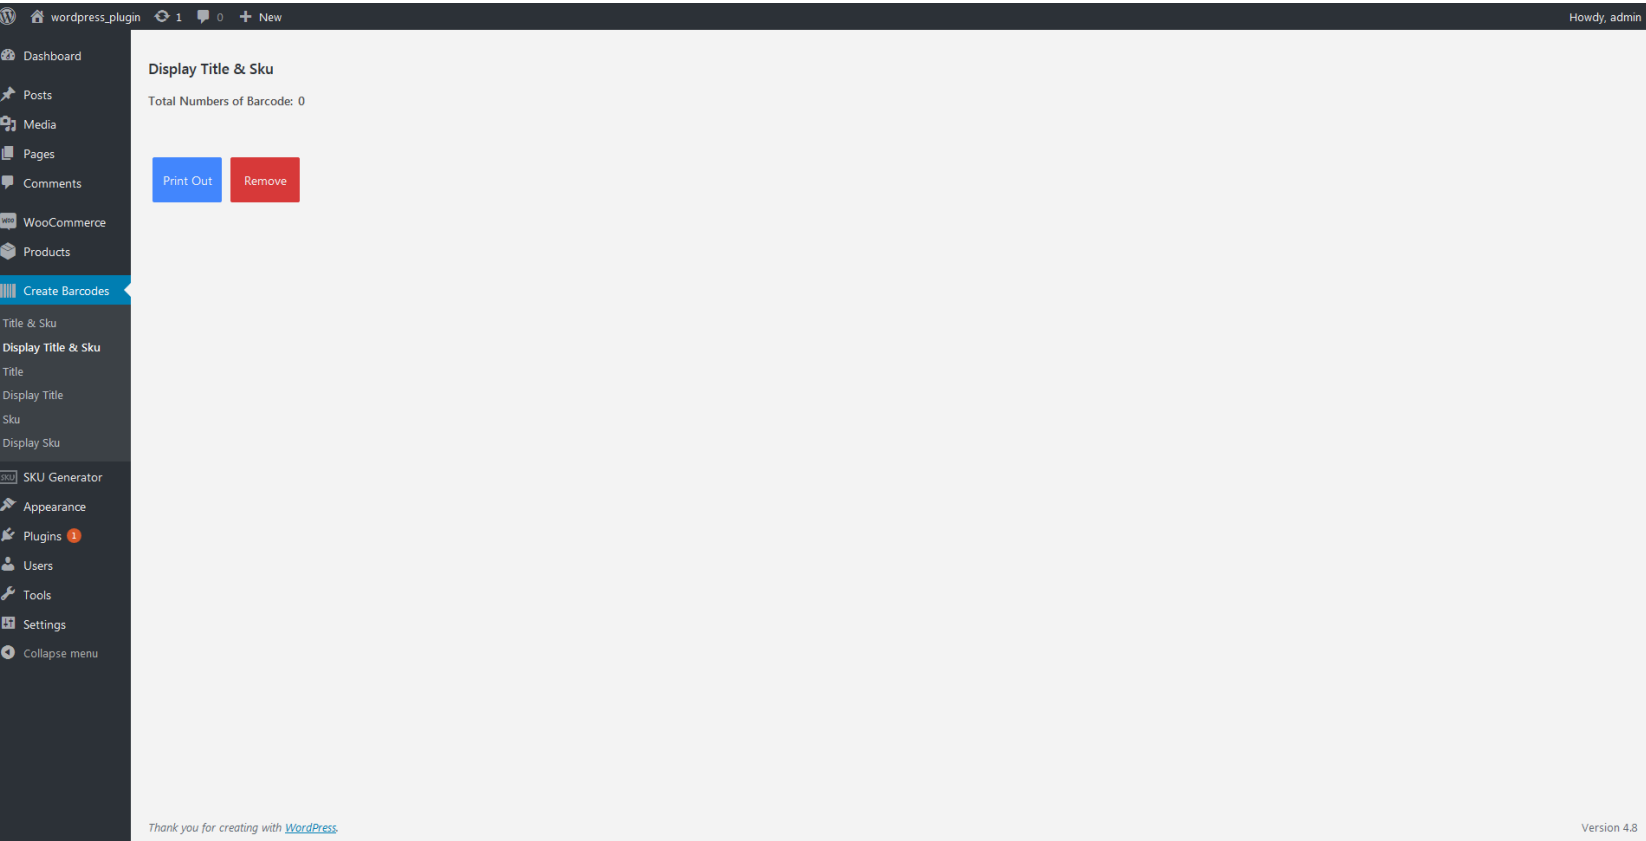 wordpress_plugin 1 0 + New Howdy, admin
Dashboard
Posts
Media
Pages
Comments
WooCommerce
Products
Create Barcodes
Title & Sku
Display Title & Sku
Title
Display Title
Sku
Display Sku
SKU SKU Generator
Appearance
Plugins 1
Users
Tools
Settings
Collapse menu
Display Title & Sku
Total Numbers of Barcode: 0
Print Out Remove
Thank you for creating with WordPress. Version 4.8